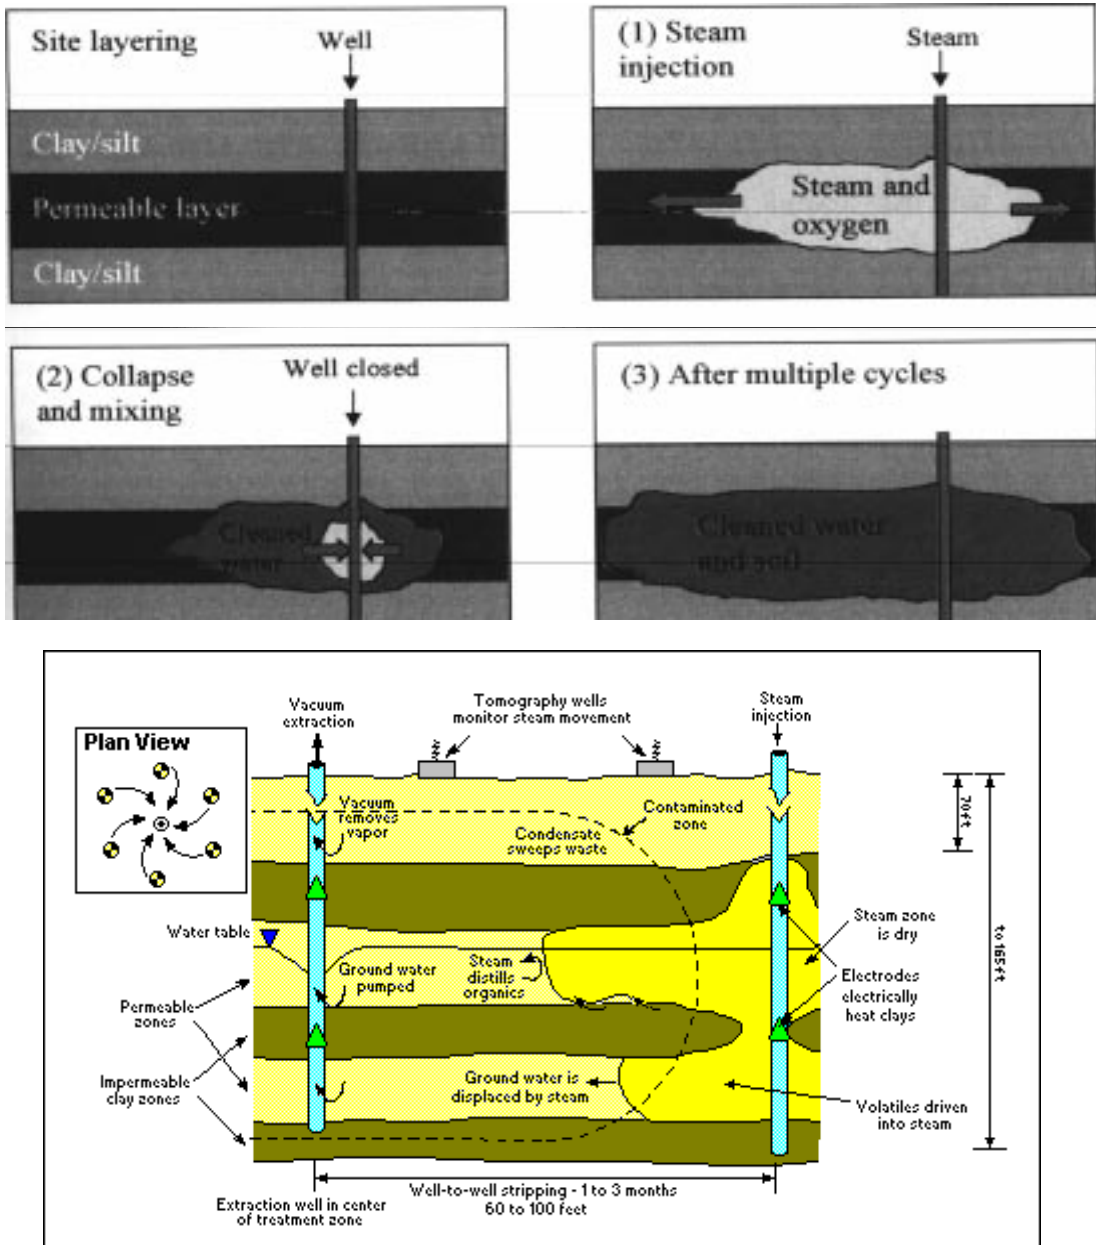 Site layering
Well
Clay/silt
Permeable layer
Clay/silt
(1) Steam
injection
Steam
Steam and
oxygen
(2) Collapse
and mixing
Well closed
Cleaned
water
(3) After multiple cycles
Cleaned water
and soil
Plan View
Vacuum
extraction
Tomography wells
monitor steam movement
Steam
injection
Vacuum
removes
vapor
Condensate
sweeps waste
Contaminated
zone
70ft
to 165ft
Water table
Ground water
pumped
Steam
distills
organics
Steam zone
is dry
Electrodes
electrically
heat clays
Permeable
zones
Impermeable
clay zones
Ground water is
displaced by steam
Volatiles driven
into steam
Well-to-well stripping - 1 to 3 months
60 to 100 feet
Extraction well in center
of treatment zone